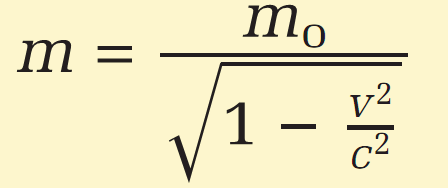 m = m₀ / √(1 − v² / c²)